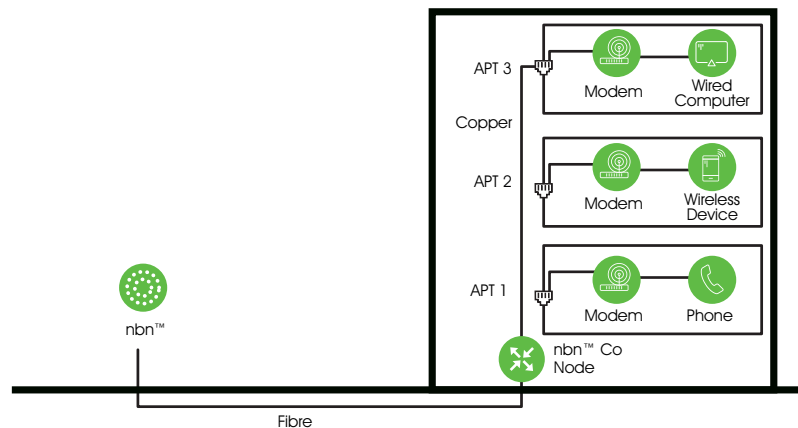 APT 3
Modem
Wired
Computer
Copper
APT 2
Modem
Wireless
Device
APT 1
Modem
Phone
nbn™
nbn™ Co
Node
Fibre